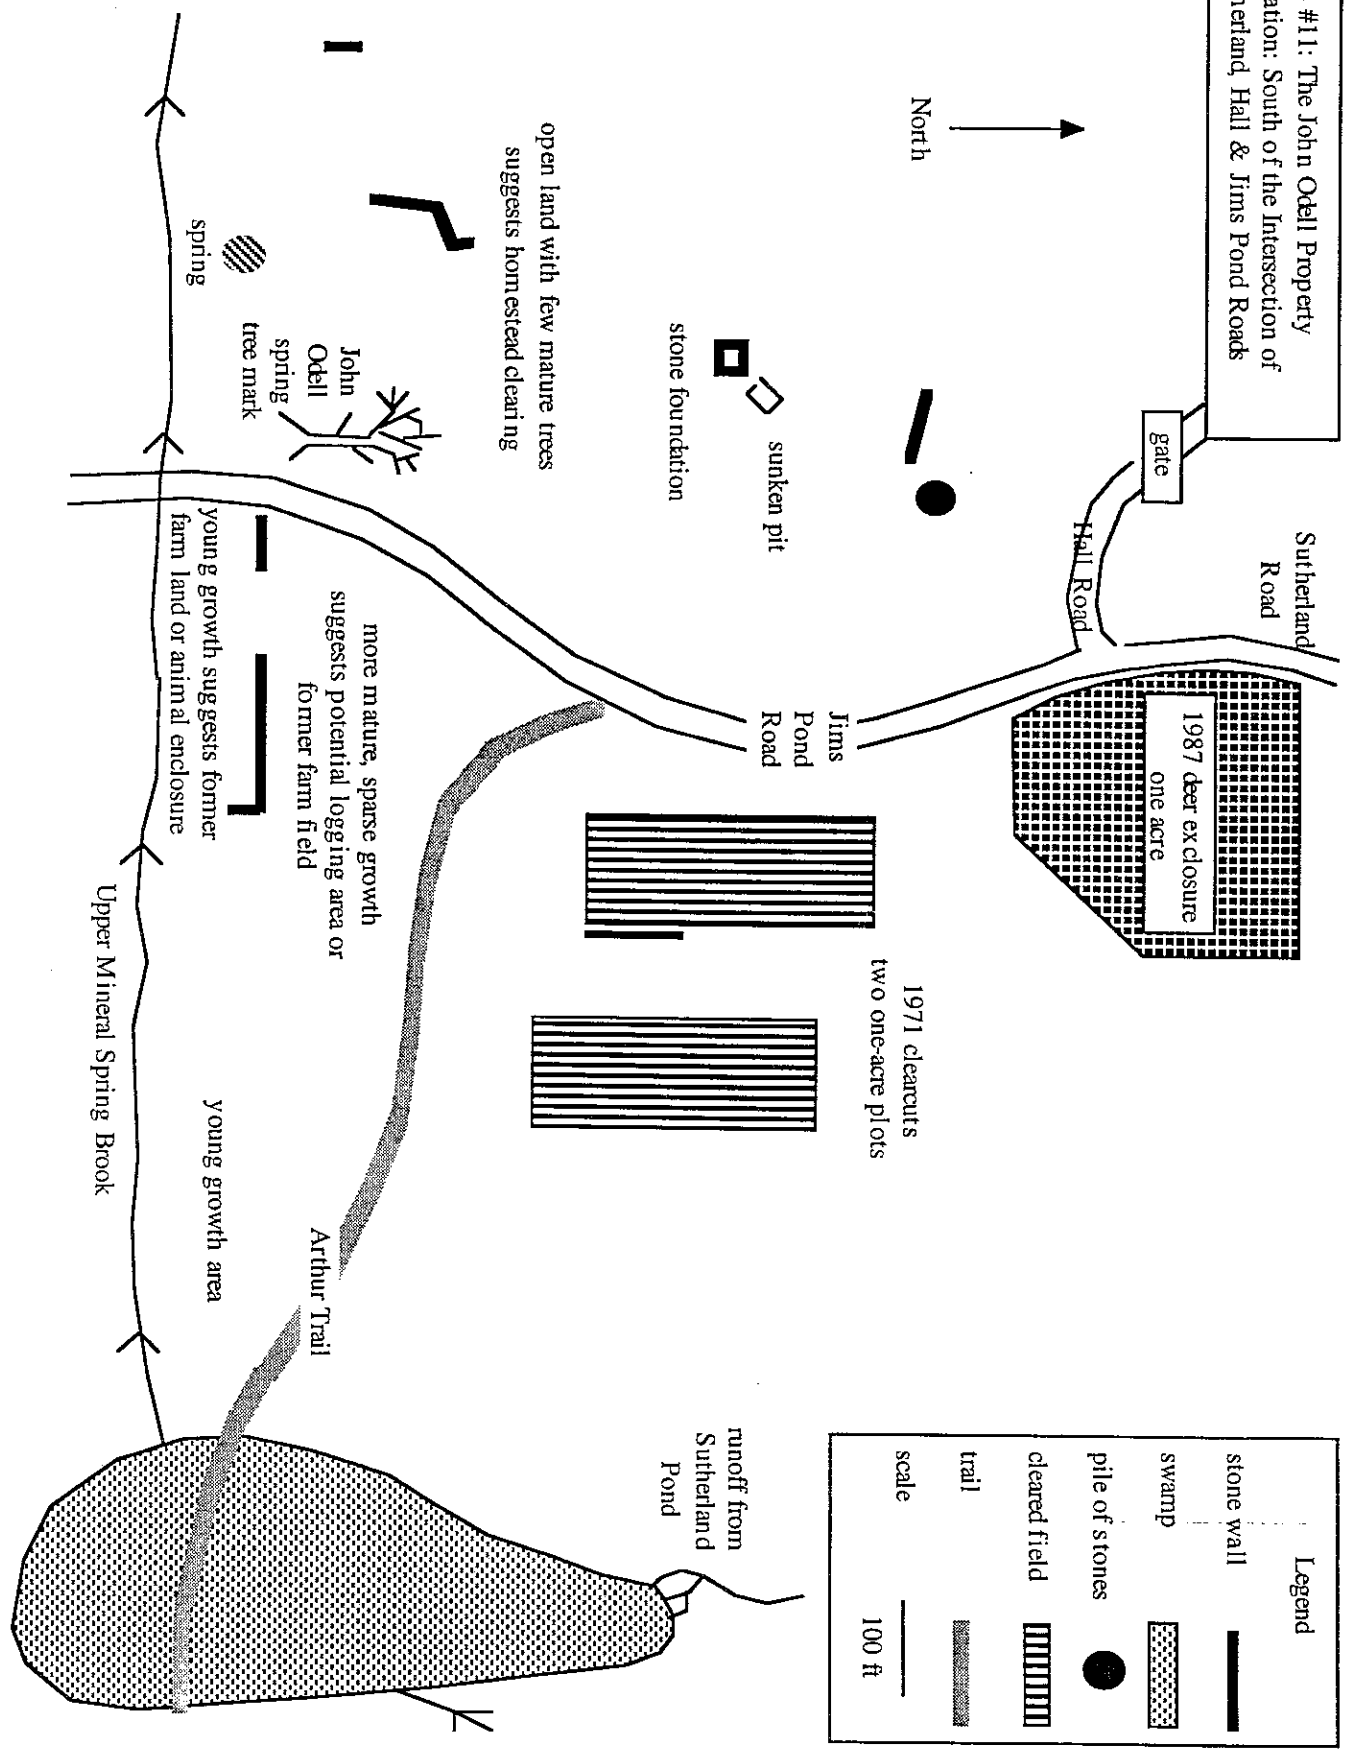 #11: The John Odell Property
South of the Intersection of
Hall & Jims Pond Roads
North
gate
Sutherland
Road
Hall Road
1987 deer exclosure
one acre
Jims
Pond
Road
1971 clearcuts
two one-acre plots
sunken pit
stone foundation
open land with few mature trees
suggests homestead clearing
John
Odell
spring
tree mark
spring
more mature, sparse growth
suggests potential logging area or
former farm field
young growth suggests former
farm land or animal enclosure
Arthur Trail
young growth area
Upper Mineral Spring Brook
runoff from
Sutherland
Pond
Legend
stone wall
swamp
pile of stones
cleared field
trail
scale
100 ft